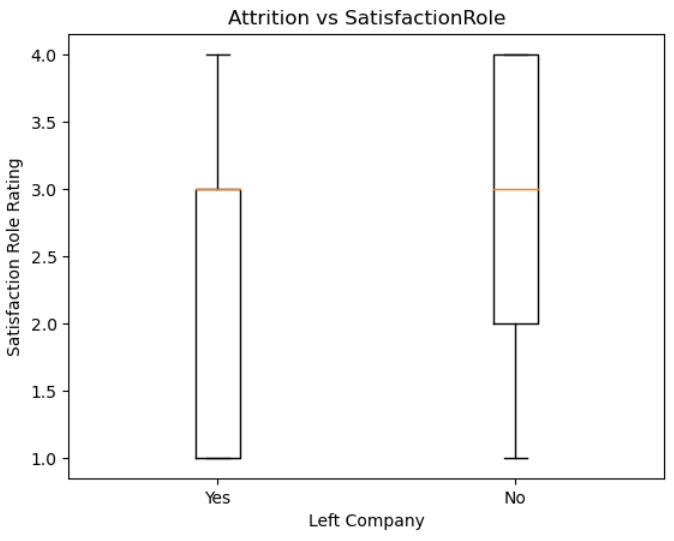 Attrition vs SatisfactionRole
4.0
3.5
3.0
2.5
2.0
1.5
1.0
Satisfaction Role Rating
Yes
No
Left Company